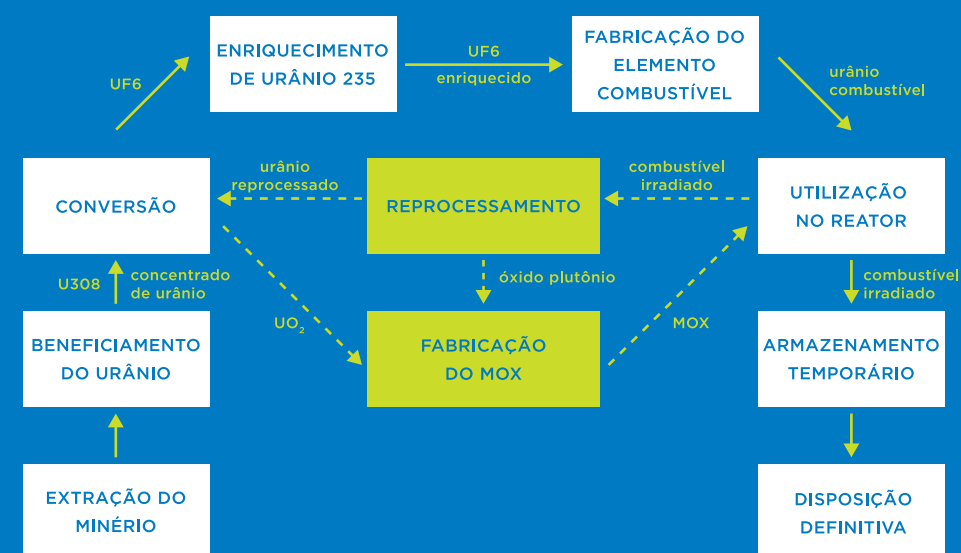 ENRIQUECIMENTO
DE URÂNIO 235
UF6
enriquecido
FABRICAÇÃO DO
ELEMENTO
COMBUSTÍVEL
UF6
urânio
combustível
CONVERSÃO
urânio
reprocessado
REPROCESSAMENTO
combustível
irradiado
UTILIZAÇÃO
NO REATOR
U308
concentrado
de urânio
óxido plutônio
combustível
irradiado
BENEFICIAMENTO
DO URÂNIO
UO₂
FABRICAÇÃO
DO MOX
MOX
ARMAZENAMENTO
TEMPORÁRIO
EXTRAÇÃO DO
MINÉRIO
DISPOSIÇÃO
DEFINITIVA